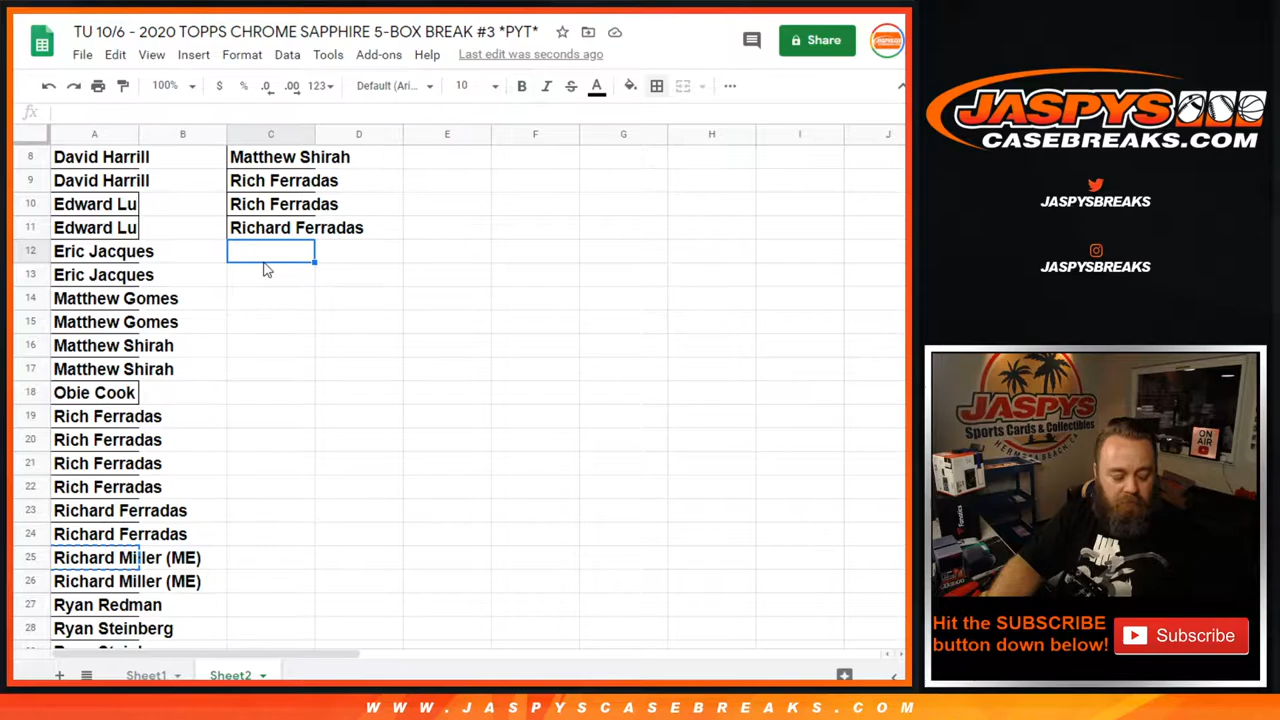 TU 10/6 - 2020 TOPPS CHROME SAPPHIRE 5-BOX BREAK #3 *PYT*
File Edit View Insert Format Data Tools Add-ons Help Last edit was seconds ago
Share
100% $ % .0 .00 123 Default (Ari... 10 B I S A
fx
A B C D E F G H I J
8 David Harrill Matthew Shirah
9 David Harrill Rich Ferradas
10 Edward Lu Rich Ferradas
11 Edward Lu Richard Ferradas
12 Eric Jacques
13 Eric Jacques
14 Matthew Gomes
15 Matthew Gomes
16 Matthew Shirah
17 Matthew Shirah
18 Obie Cook
19 Rich Ferradas
20 Rich Ferradas
21 Rich Ferradas
22 Rich Ferradas
23 Richard Ferradas
24 Richard Ferradas
25 Richard Miller (ME)
26 Richard Miller (ME)
27 Ryan Redman
28 Ryan Steinberg
Sheet1 Sheet2
JASPYS
CASEBREAKS.COM
JASPYSBREAKS
JASPYSBREAKS
JASPYS
Sports Cards & Collectibles
HERMOSA BEACH, CA
ON AIR
Fanatics
Hit the SUBSCRIBE
button down below!
Subscribe
WWW.JASPYSCASEBREAKS.COM